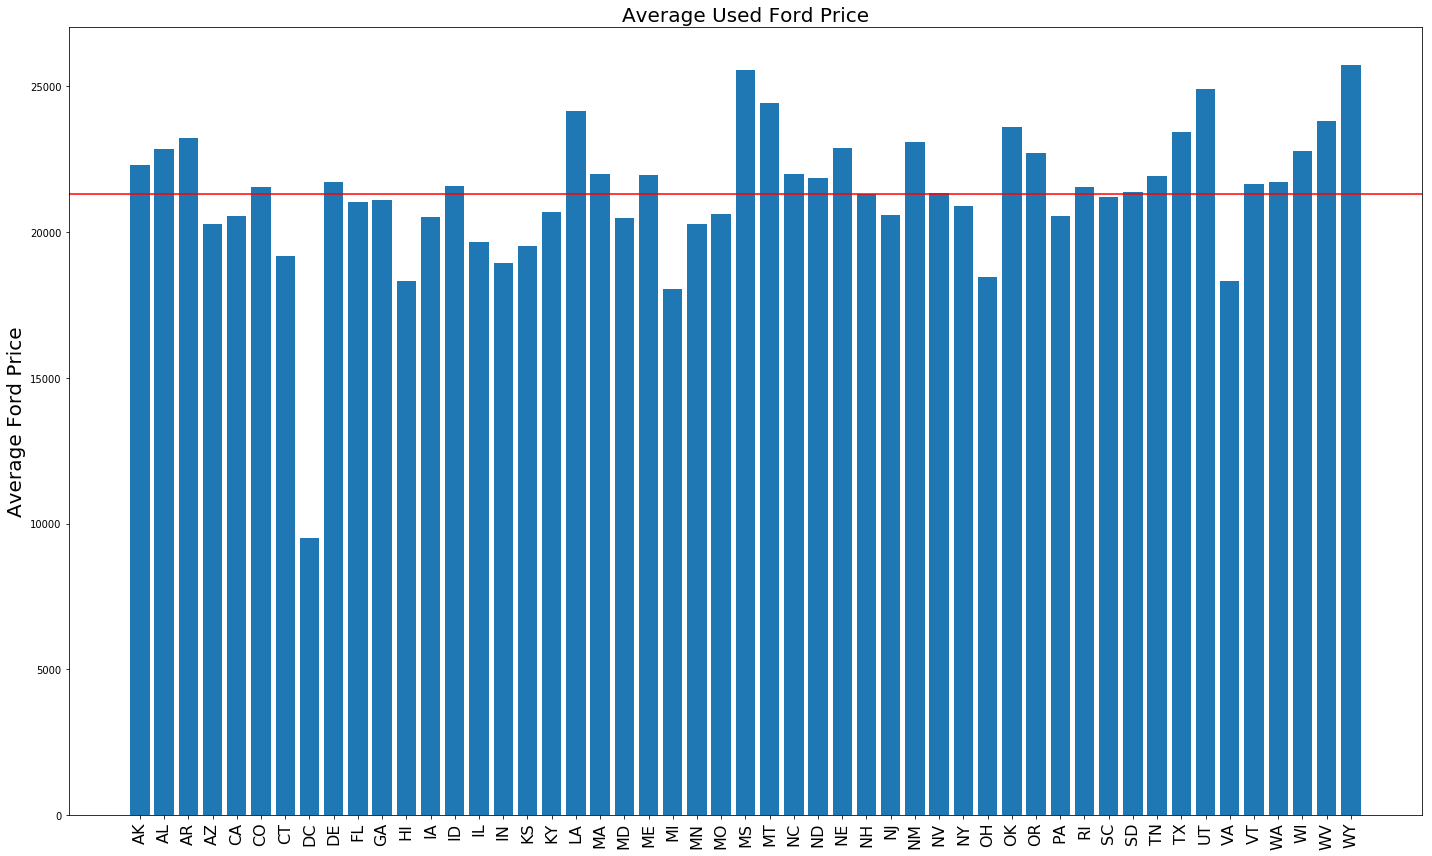 Average Used Ford Price
Average Ford Price
25000
20000
15000
10000
5000
0
AK AL AR AZ CA CO CT DC DE FL GA HI IA ID IL IN KS KY LA MA MD ME MI MN MO MS MT NC ND NE NH NJ NM NV NY OH OK OR PA RI SC SD TN TX UT VA VT WA WI WV WY